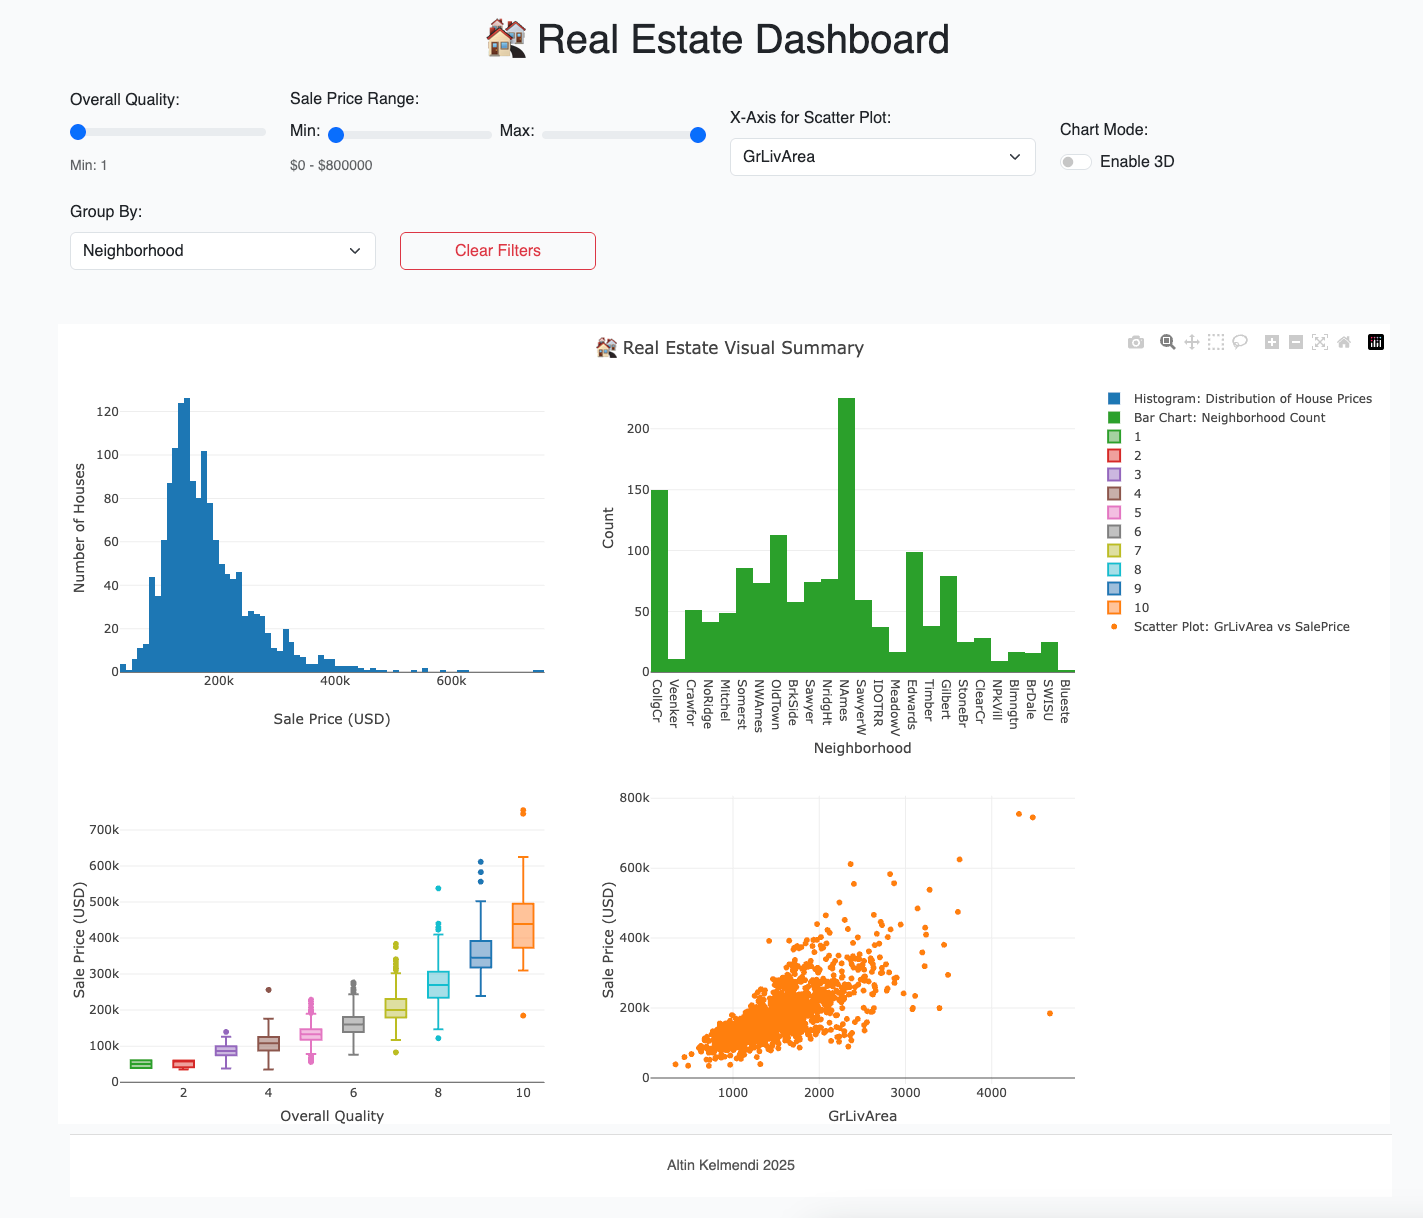 Real Estate Dashboard
Overall Quality:
Min: 1
Sale Price Range:
Min:
Max:
$0 - $800000
X-Axis for Scatter Plot:
GrLivArea
Chart Mode:
Enable 3D
Group By:
Neighborhood
Clear Filters
Real Estate Visual Summary
120
100
80
60
40
20
0
Number of Houses
200k
400k
600k
Sale Price (USD)
200
150
100
50
0
Count
CollgCr
Veenker
Crawfor
NoRidge
Mitchel
Somerst
NWAmes
OldTown
BrkSide
Sawyer
NridgHt
NAmes
SawyerW
IDOTRR
MeadowV
Edwards
Timber
Gilbert
StoneBr
ClearCr
NPkVill
Blmngtn
BrDale
SWISU
Blueste
Neighborhood
Histogram: Distribution of House Prices
Bar Chart: Neighborhood Count
1
2
3
4
5
6
7
8
9
10
Scatter Plot: GrLivArea vs SalePrice
700k
600k
500k
400k
300k
200k
100k
0
Sale Price (USD)
2
4
6
8
10
Overall Quality
800k
600k
400k
200k
0
Sale Price (USD)
1000
2000
3000
4000
GrLivArea
Altin Kelmendi 2025